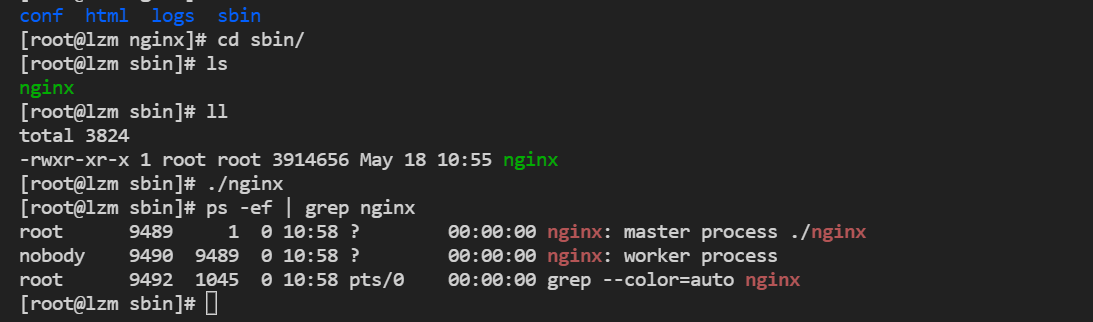 conf  html  logs  sbin
[root@lzm nginx]# cd sbin/
[root@lzm sbin]# ls
nginx
[root@lzm sbin]# ll
total 3824
-rwxr-xr-x 1 root root 3914656 May 18 10:55 nginx
[root@lzm sbin]# ./nginx
[root@lzm sbin]# ps -ef | grep nginx
root      9489     1  0 10:58 ?        00:00:00 nginx: master process ./nginx
nobody    9490  9489  0 10:58 ?        00:00:00 nginx: worker process
root      9492  1045  0 10:58 pts/0    00:00:00 grep --color=auto nginx
[root@lzm sbin]#